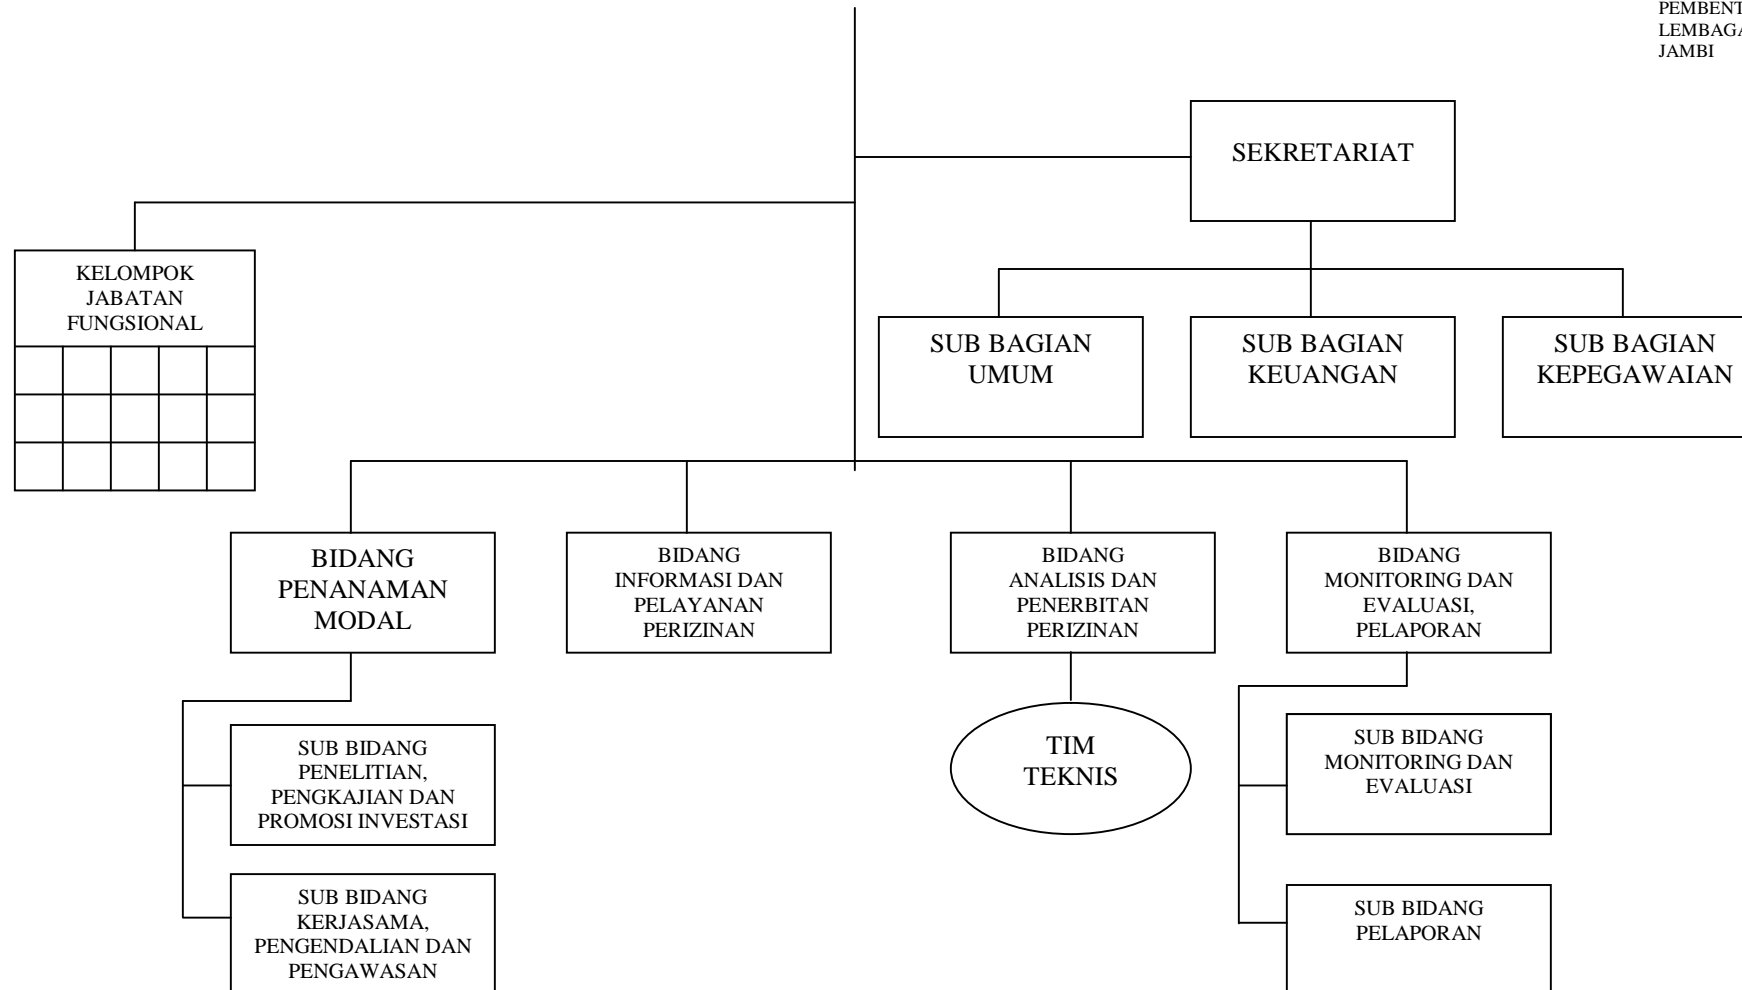 LEMBAGA
JAMBI
SEKRETARIAT
KELOMPOK
JABATAN
FUNGSIONAL
SUB BAGIAN
UMUM
SUB BAGIAN
KEUANGAN
SUB BAGIAN
KEPEGAWAIAN
BIDANG
PENANAMAN
MODAL
BIDANG
INFORMASI DAN
PELAYANAN
PERIZINAN
BIDANG
ANALISIS DAN
PENERBITAN
PERIZINAN
BIDANG
MONITORING DAN
EVALUASI,
PELAPORAN
SUB BIDANG
PENELITIAN,
PENGKAJIAN DAN
PROMOSI INVESTASI
TIM
TEKNIS
SUB BIDANG
MONITORING DAN
EVALUASI
SUB BIDANG
KERJASAMA,
PENGENDALIAN DAN
PENGAWASAN
SUB BIDANG
PELAPORAN